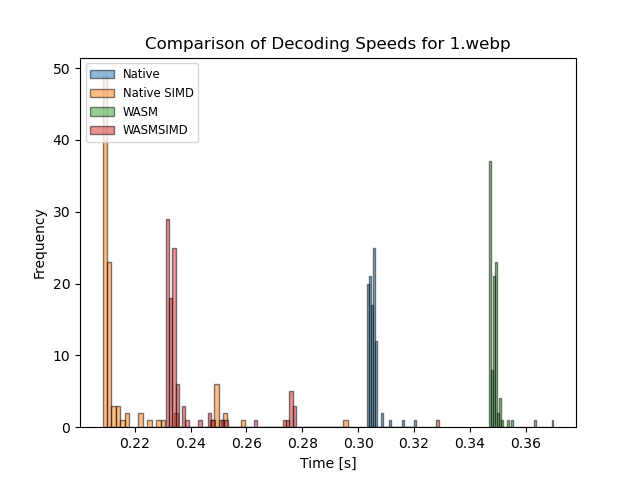 Comparison of Decoding Speeds for 1.webp
Native
Native SIMD
WASM
WASMSIMD
50
40
30
20
10
0
Frequency
0.22 0.24 0.26 0.28 0.30 0.32 0.34 0.36
Time [s]